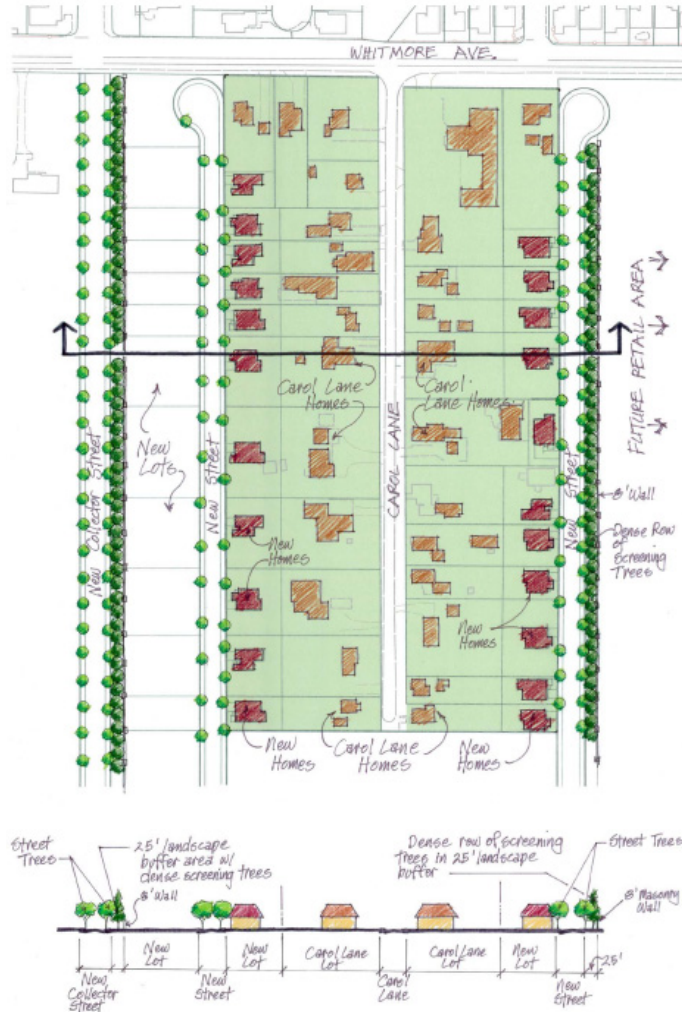 WHITMORE AVE.
Carol Lane
Homes
Carol
Lane Homes
CAROL LANE
FUTURE RETAIL AREA
New
Lots
New Collector Street
New Street
New Street
8' Wall
Dense Row
of
Screening
Trees
New
Homes
New
Homes
New
Homes
Carol Lane
Homes
New
Homes
Street
Trees
25' landscape
buffer area w/
dense screening trees
8' Wall
Dense row of screening
trees in 25' landscape
buffer
Street Trees
8' Masonry
Wall
New
Collector
Street
New
Lot
New
Street
New
Lot
Carol Lane
Lot
Carol
Lane
Carol Lane
Lot
New
Lot
New
Street
25'